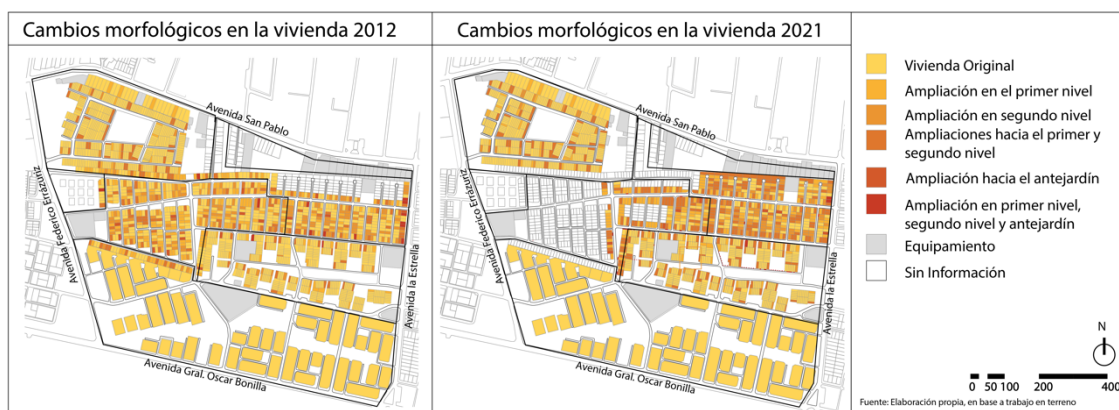 Cambios morfológicos en la vivienda 2012
Cambios morfológicos en la vivienda 2021
Avenida San Pablo
Avenida Federico Errázuriz
Avenida la Estrella
Avenida Gral. Oscar Bonilla
Avenida San Pablo
Avenida Federico Errázuriz
Avenida la Estrella
Avenida Gral. Oscar Bonilla
Vivienda Original
Ampliación en el primer nivel
Ampliación en segundo nivel
Ampliaciones hacia el primer y
segundo nivel
Ampliación hacia el antejardín
Ampliación en primer nivel,
segundo nivel y antejardín
Equipamiento
Sin Información
N
0 50 100 200 400
Fuente: Elaboración propia, en base a trabajo en terreno